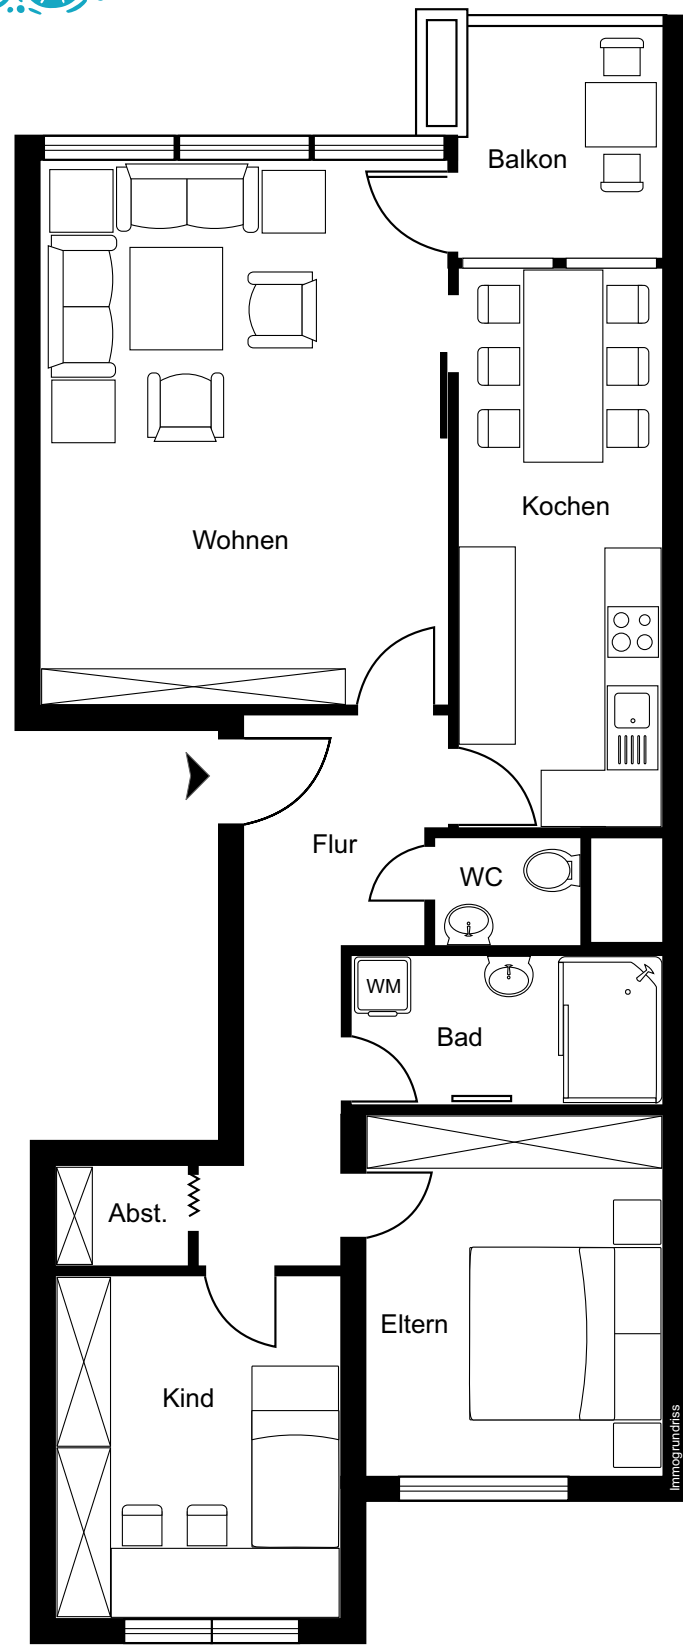 Balkon
Wohnen
Kochen
Flur
WC
WM
Bad
Abst.
Eltern
Kind
Immogrundriss